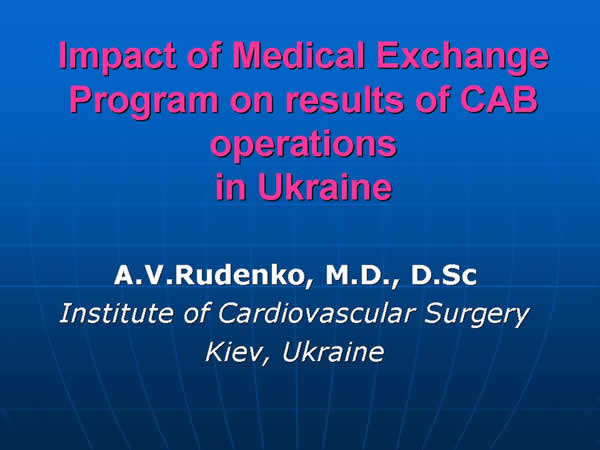 Impact of Medical Exchange
Program on results of CAB
operations
in Ukraine
A.V.Rudenko, M.D., D.Sc
Institute of Cardiovascular Surgery
Kiev, Ukraine